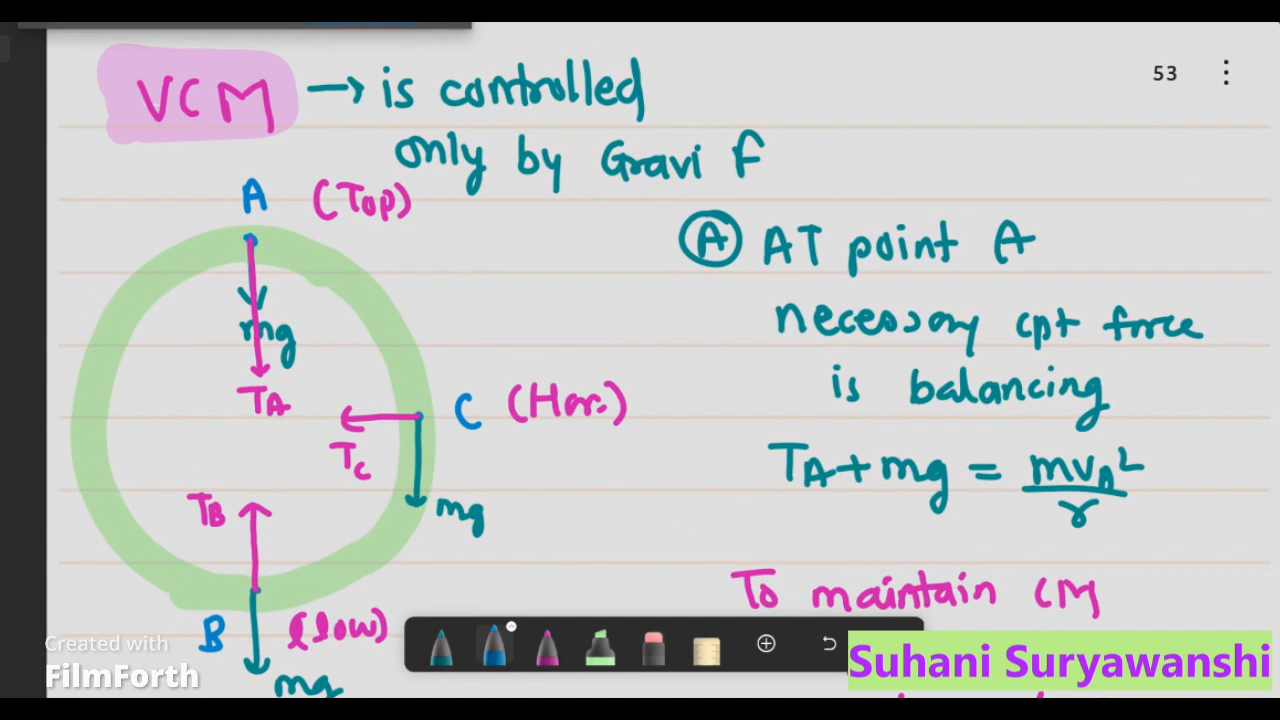 53
VCM → is controlled
only by Gravi F
A (Top)
mg
TA
C (Hor.)
TC
mg
TB
B (low)
mg
Ⓐ AT point A
necessary cpt force
is balancing
TA + mg = mvA²/r
To maintain CM
Created with
FilmForth
Suhani Suryawanshi